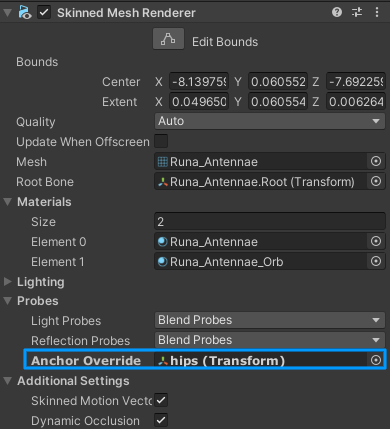 Skinned Mesh Renderer
Edit Bounds
Bounds
Center X -8.139759 Y 0.060552 Z -7.692259
Extent X 0.049650 Y 0.060554 Z 0.006264
Quality Auto
Update When Offscreen
Mesh Runa_Antennae
Root Bone Runa_Antennae.Root (Transform)
Materials
Size 2
Element 0 Runa_Antennae
Element 1 Runa_Antennae_Orb
Lighting
Probes
Light Probes Blend Probes
Reflection Probes Blend Probes
Anchor Override hips (Transform)
Additional Settings
Skinned Motion Vecto
Dynamic Occlusion